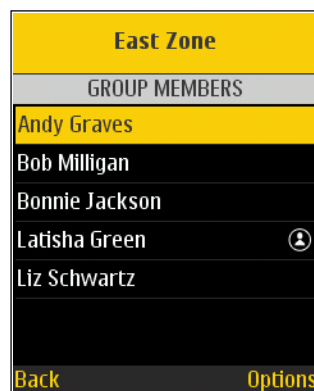 East Zone
GROUP MEMBERS
Andy Graves
Bob Milligan
Bonnie Jackson
Latisha Green
Liz Schwartz
Back Options